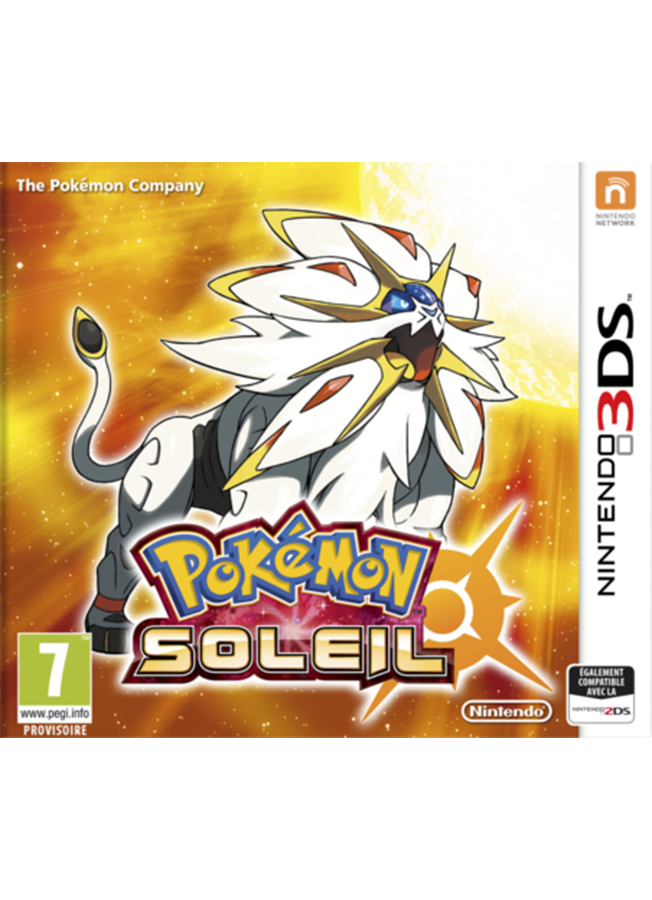 The Pokémon Company
NINTENDO
NETWORK
NINTENDO 3DS™
POKéMON
SOLEIL
7
www.pegi.info
PROVISOIRE
Nintendo
ÉGALEMENT
COMPATIBLE
AVEC LA
NINTENDO 2DS